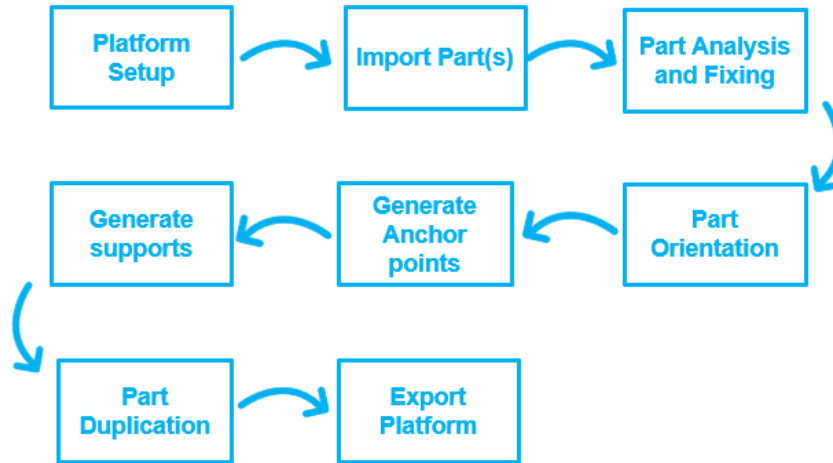 Platform
Setup
Import Part(s)
Part Analysis
and Fixing
Part
Orientation
Generate
Anchor
points
Generate
supports
Part
Duplication
Export
Platform